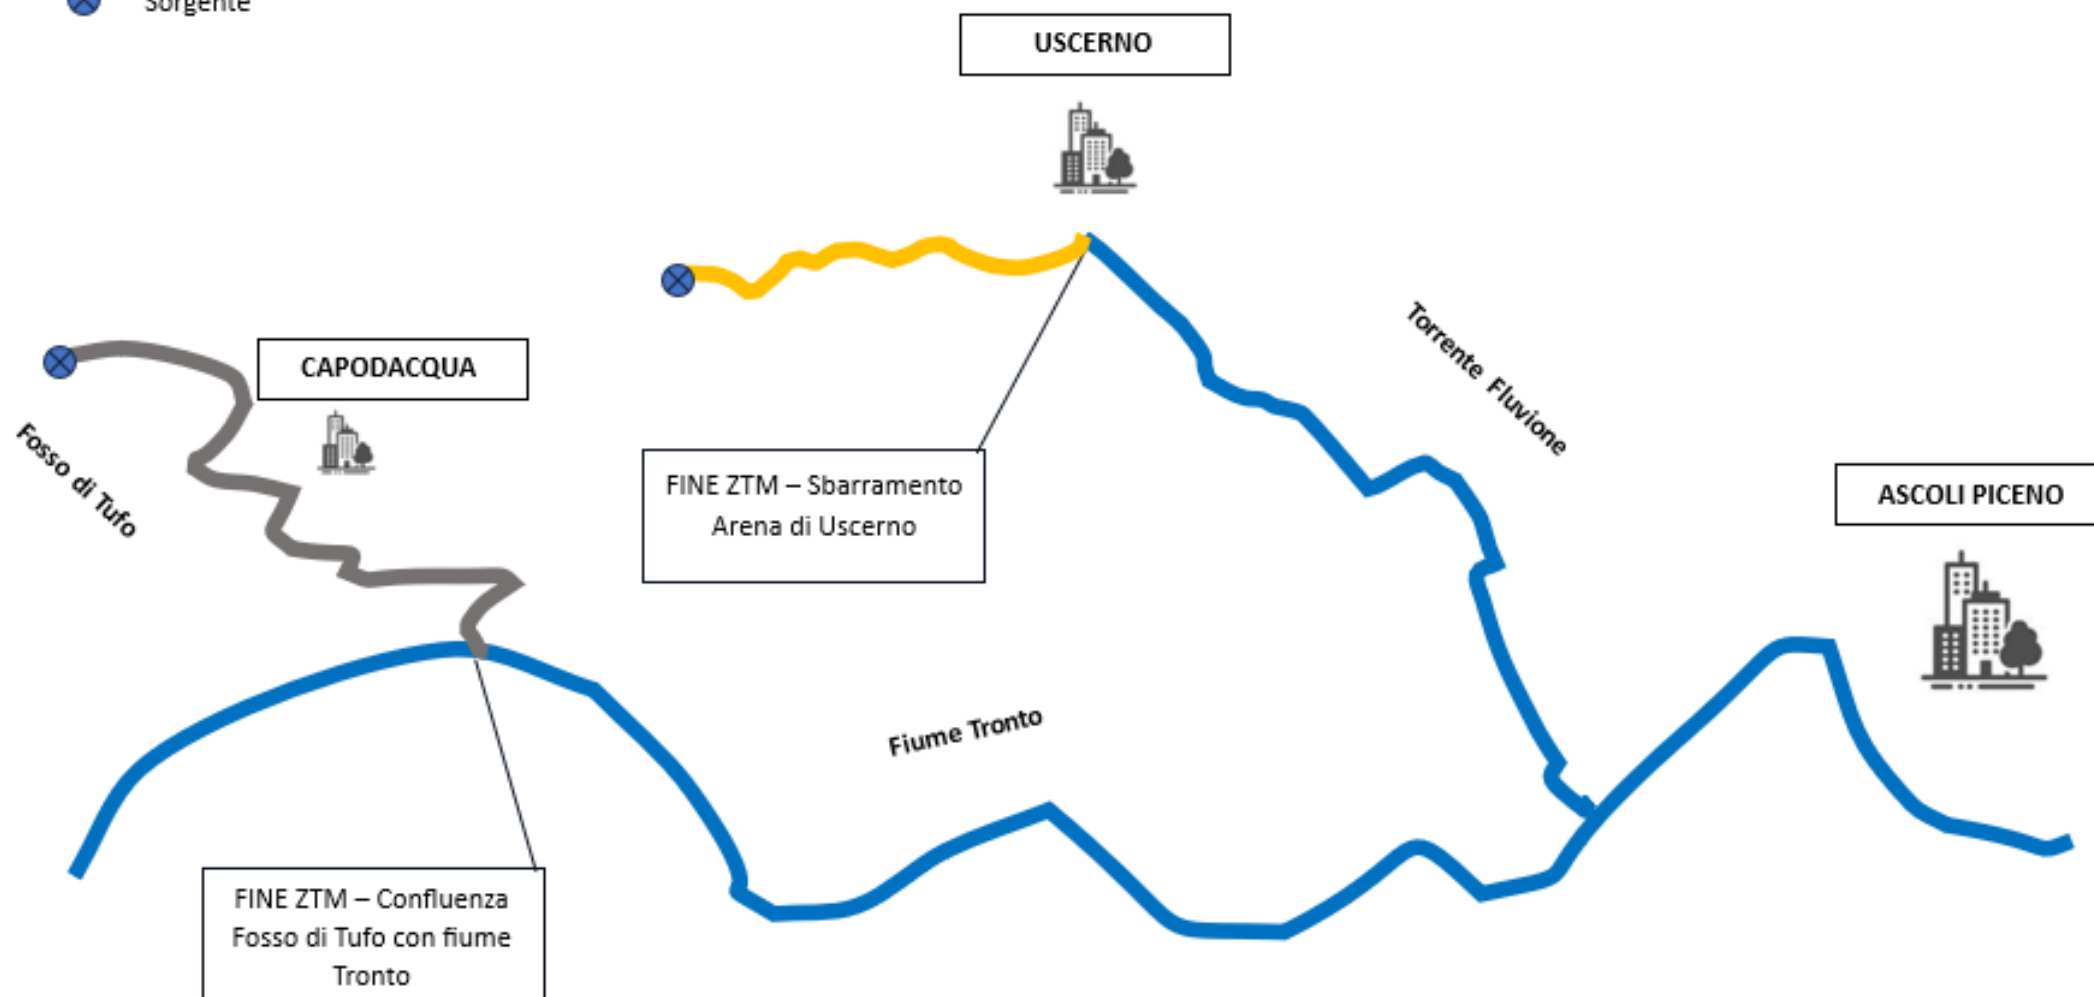 Sorgente
USCERNO
CAPODACQUA
Torrente Fluvione
Fosso di Tufo
FINE ZTM – Sbarramento
Arena di Uscerno
ASCOLI PICENO
Fiume Tronto
FINE ZTM – Confluenza
Fosso di Tufo con fiume
Tronto